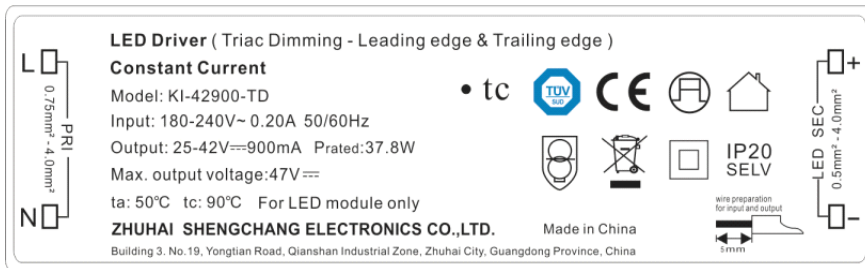 LED Driver ( Triac Dimming - Leading edge & Trailing edge )
Constant Current
Model: KI-42900-TD
Input: 180-240V~ 0.20A 50/60Hz
Output: 25-42V⎓900mA Prated:37.8W
Max. output voltage:47V⎓
ta: 50℃ tc: 90℃ For LED module only
ZHUHAI SHENGCHANG ELECTRONICS CO.,LTD. Made in China
Building 3. No.19, Yongtian Road, Qianshan Industrial Zone, Zhuhai City, Guangdong Province, China
L
0.75mm² - 4.0mm²
PRI
N
• tc
TÜV
SUD
CE
IP20
SELV
wire preparation
for input and output
5mm
+
LED SEC
0.5mm² - 4.0mm²
-